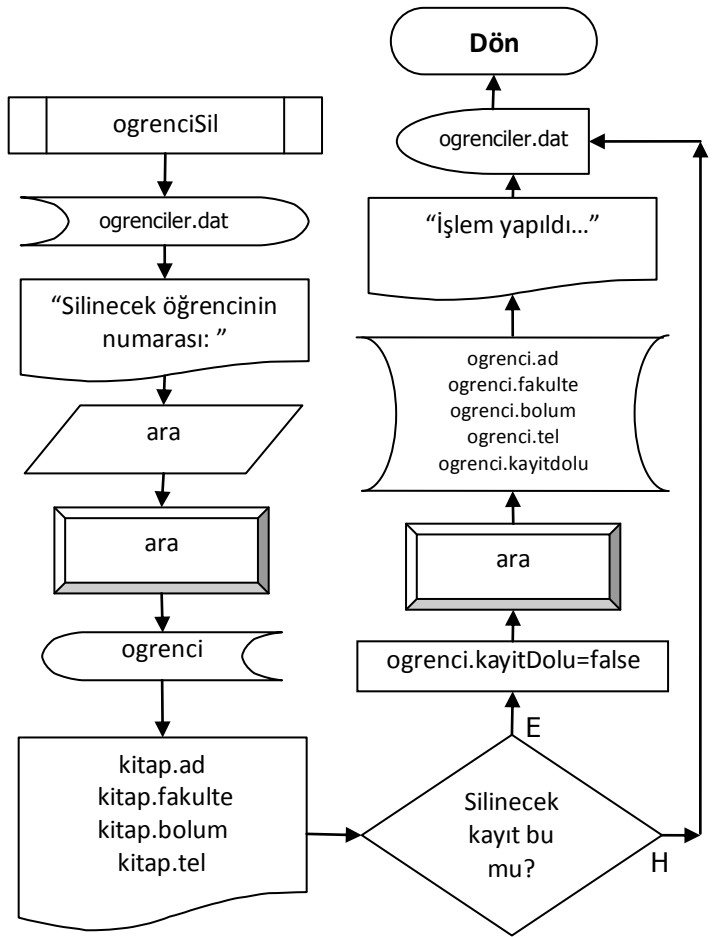 ogrenciSil
ogrenciler.dat
“Silinecek öğrencinin
numarası: ”
ara
ara
ogrenci
kitap.ad
kitap.fakulte
kitap.bolum
kitap.tel
Silinecek
kayıt bu
mu?
E
H
ogrenci.kayitDolu=false
ara
ogrenci.ad
ogrenci.fakulte
ogrenci.bolum
ogrenci.tel
ogrenci.kayitdolu
“İşlem yapıldı...”
ogrenciler.dat
Dön